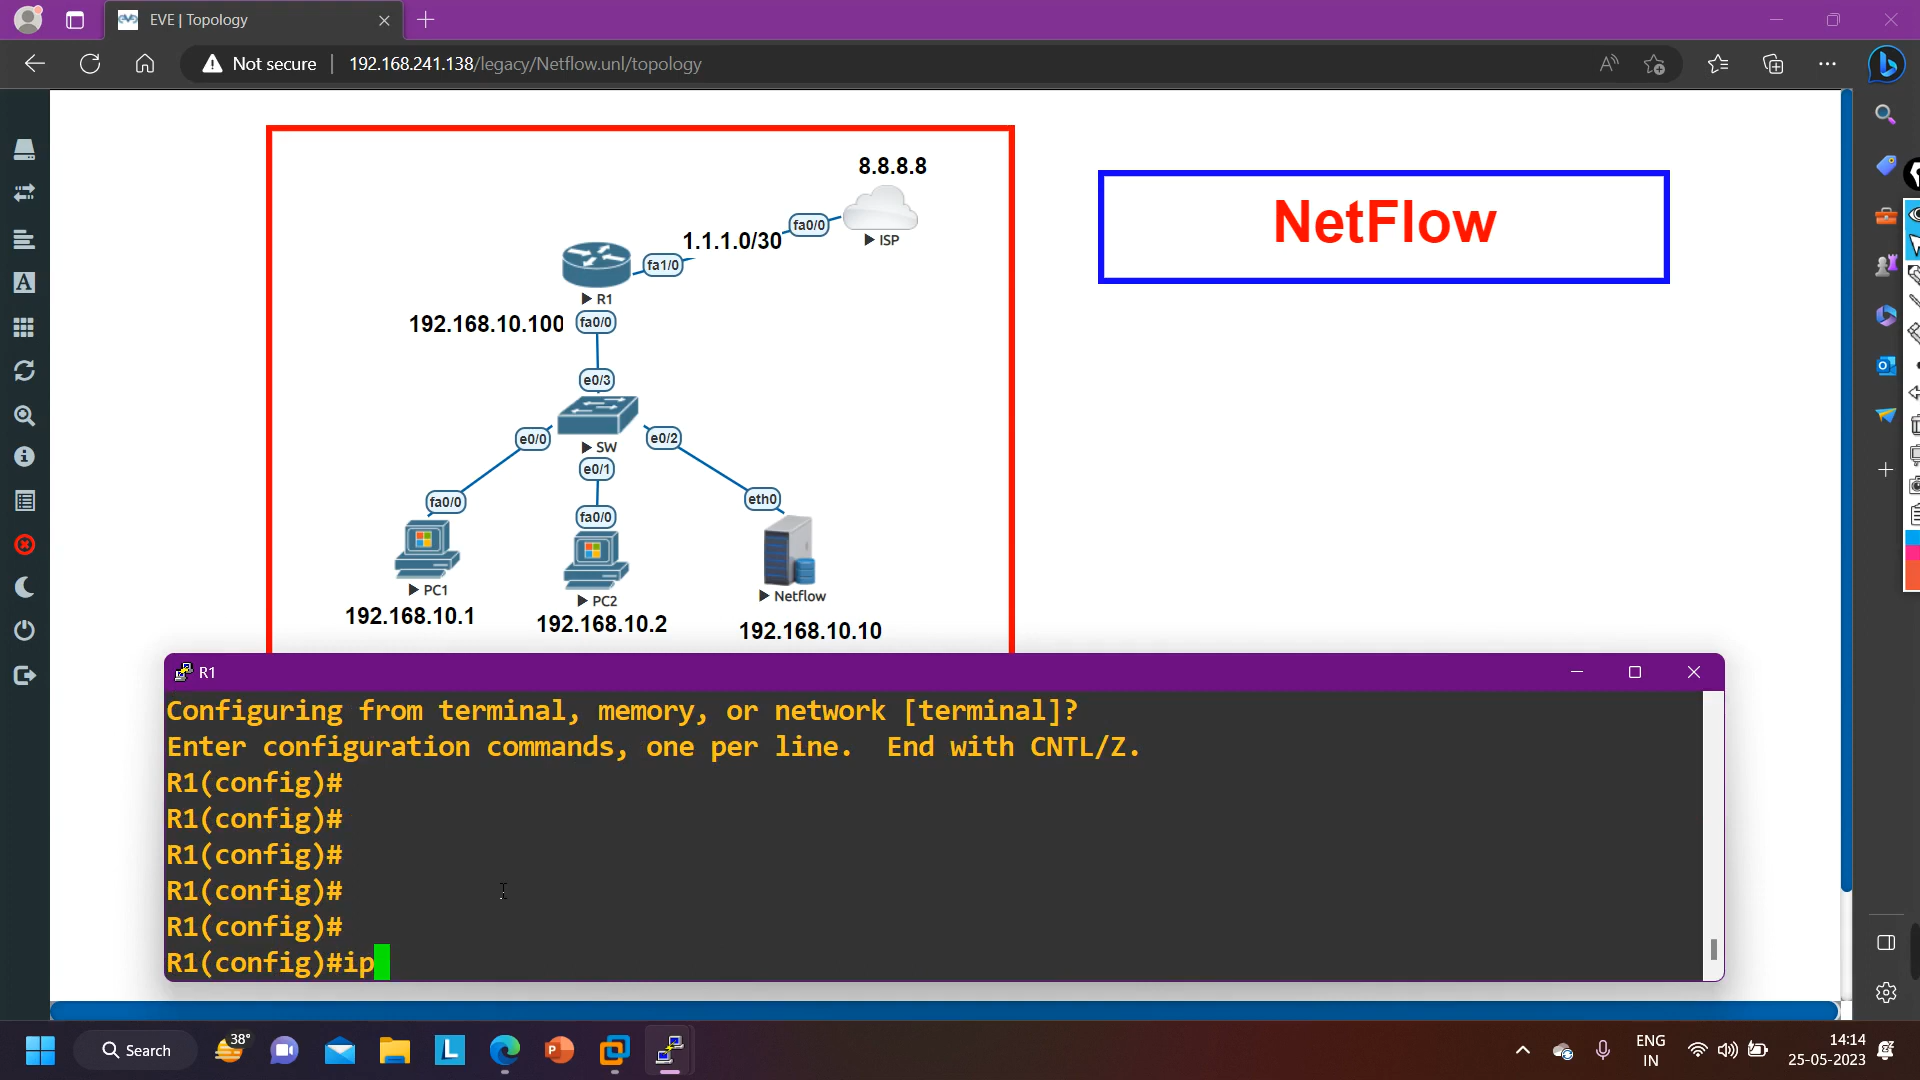 EVE | Topology
Not secure
192.168.241.138/legacy/Netflow.unl/topology
8.8.8.8
fa0/0
1.1.1.0/30
ISP
fa1/0
R1
192.168.10.100
fa0/0
e0/3
e0/0
SW
e0/2
e0/1
fa0/0
fa0/0
eth0
PC1
PC2
Netflow
192.168.10.1
192.168.10.2
192.168.10.10
NetFlow
R1
Configuring from terminal, memory, or network [terminal]?
Enter configuration commands, one per line.  End with CNTL/Z.
R1(config)#
R1(config)#
R1(config)#
R1(config)#
R1(config)#
R1(config)#ip
Search
38°
ENG
IN
14:14
25-05-2023